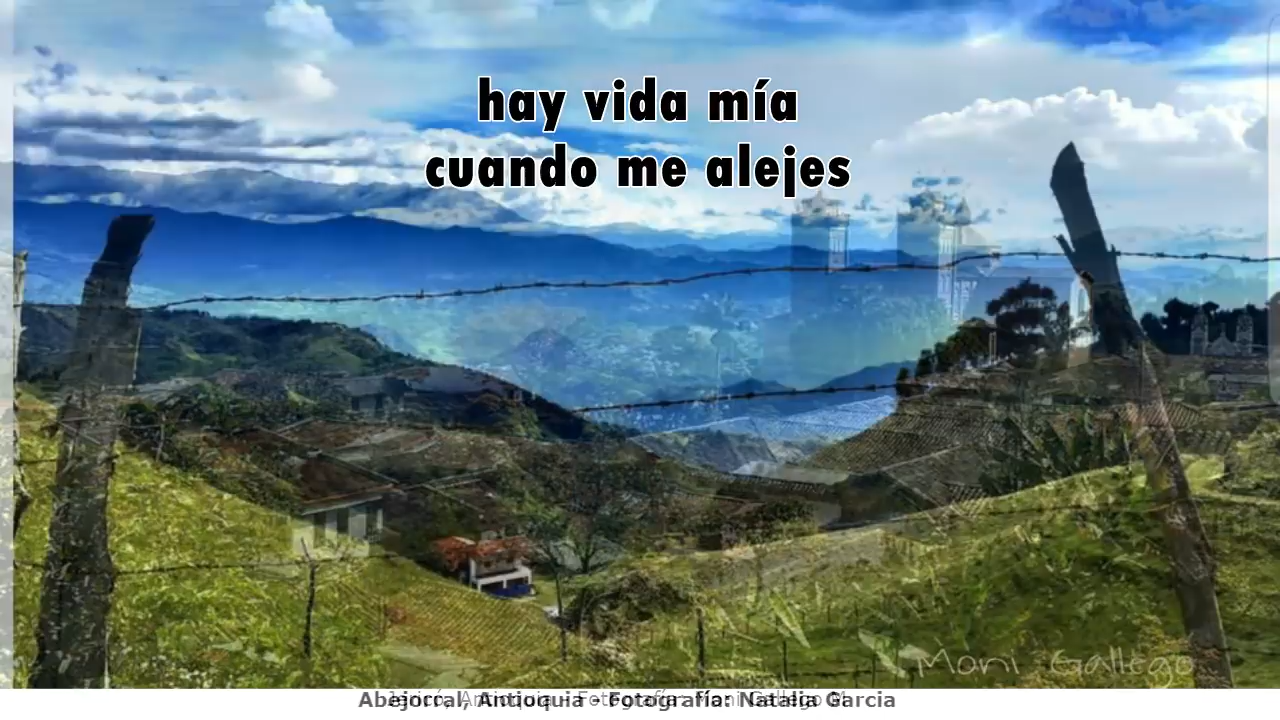 hay vida mía
cuando me alejes
Moni Gallego
Abejorral, Antioquia - Fotografía: Natalia Garcia